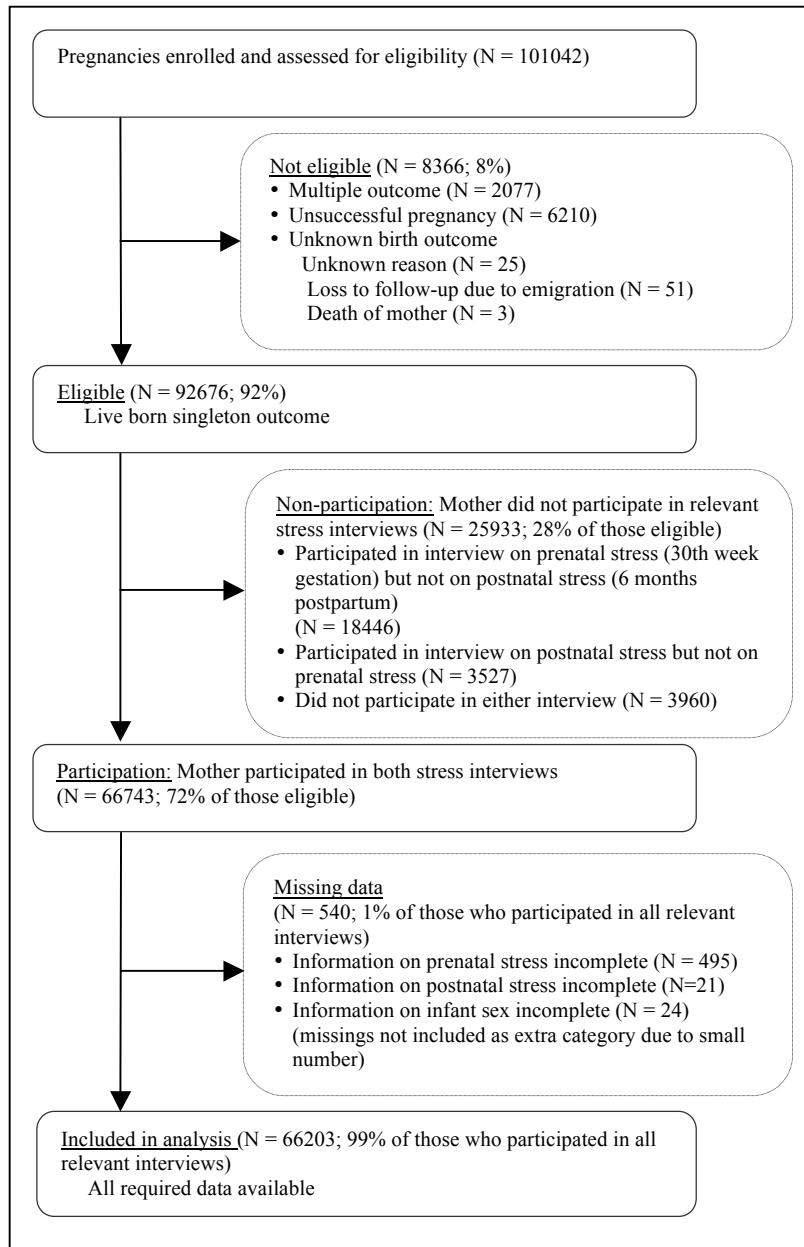 Pregnancies enrolled and assessed for eligibility (N = 101042)
Not eligible (N = 8366; 8%)
• Multiple outcome (N = 2077)
• Unsuccessful pregnancy (N = 6210)
• Unknown birth outcome
Unknown reason (N = 25)
Loss to follow-up due to emigration (N = 51)
Death of mother (N = 3)
Eligible (N = 92676; 92%)
Live born singleton outcome
Non-participation: Mother did not participate in relevant
stress interviews (N = 25933; 28% of those eligible)
• Participated in interview on prenatal stress (30th week
gestation) but not on postnatal stress (6 months
postpartum)
(N = 18446)
• Participated in interview on postnatal stress but not on
prenatal stress (N = 3527)
• Did not participate in either interview (N = 3960)
Participation: Mother participated in both stress interviews
(N = 66743; 72% of those eligible)
Missing data
(N = 540; 1% of those who participated in all relevant
interviews)
• Information on prenatal stress incomplete (N = 495)
• Information on postnatal stress incomplete (N=21)
• Information on infant sex incomplete (N = 24)
(missings not included as extra category due to small
number)
Included in analysis (N = 66203; 99% of those who participated in all
relevant interviews)
All required data available